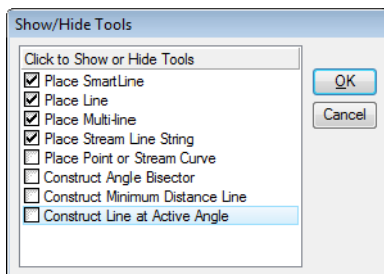 Show/Hide Tools
Click to Show or Hide Tools
Place SmartLine
Place Line
Place Multi-line
Place Stream Line String
Place Point or Stream Curve
Construct Angle Bisector
Construct Minimum Distance Line
Construct Line at Active Angle
OK
Cancel